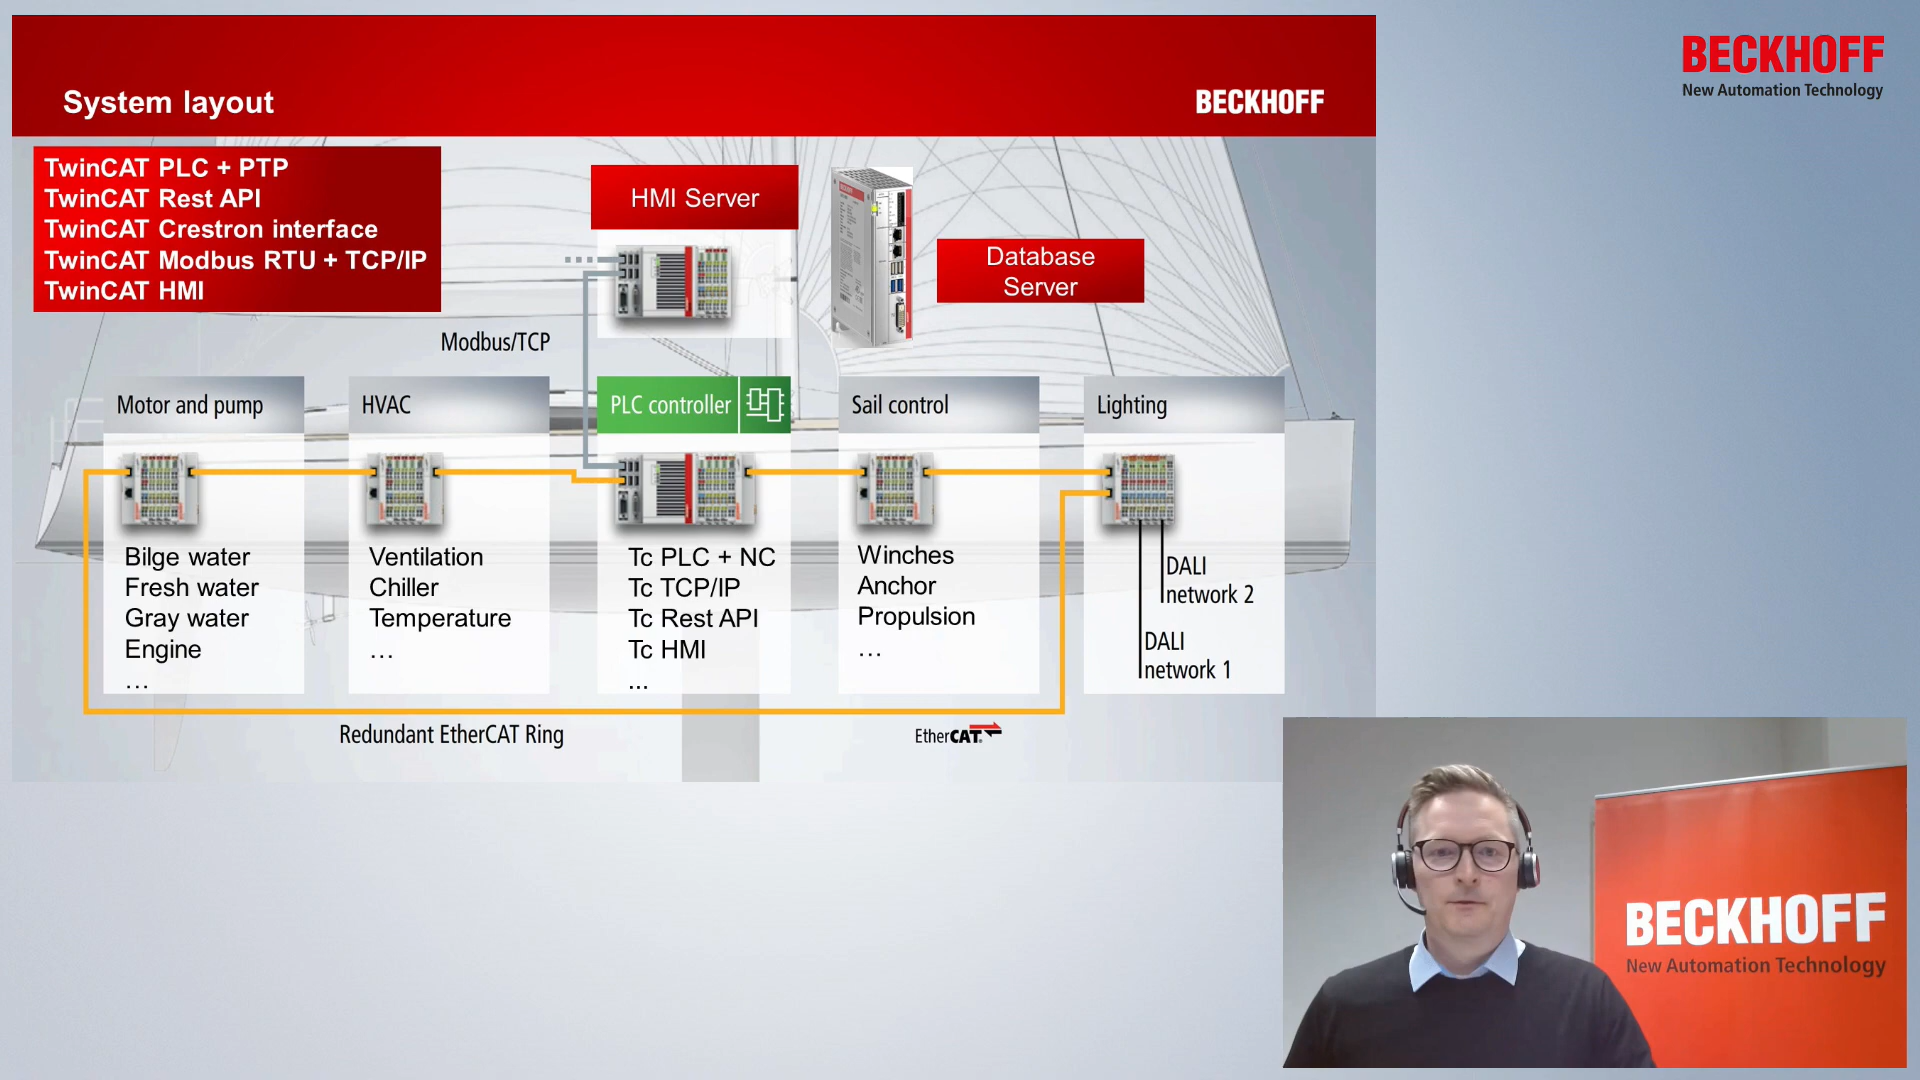 System layout
BECKHOFF
BECKHOFF
New Automation Technology
TwinCAT PLC + PTP
TwinCAT Rest API
TwinCAT Crestron interface
TwinCAT Modbus RTU + TCP/IP
TwinCAT HMI
HMI Server
Database
Server
Modbus/TCP
Motor and pump
Bilge water
Fresh water
Gray water
Engine
...
HVAC
Ventilation
Chiller
Temperature
...
PLC controller
Tc PLC + NC
Tc TCP/IP
Tc Rest API
Tc HMI
...
Sail control
Winches
Anchor
Propulsion
...
Lighting
DALI
network 2
DALI
network 1
Redundant EtherCAT Ring
EtherCAT
BECKHOFF
New Automation Technology